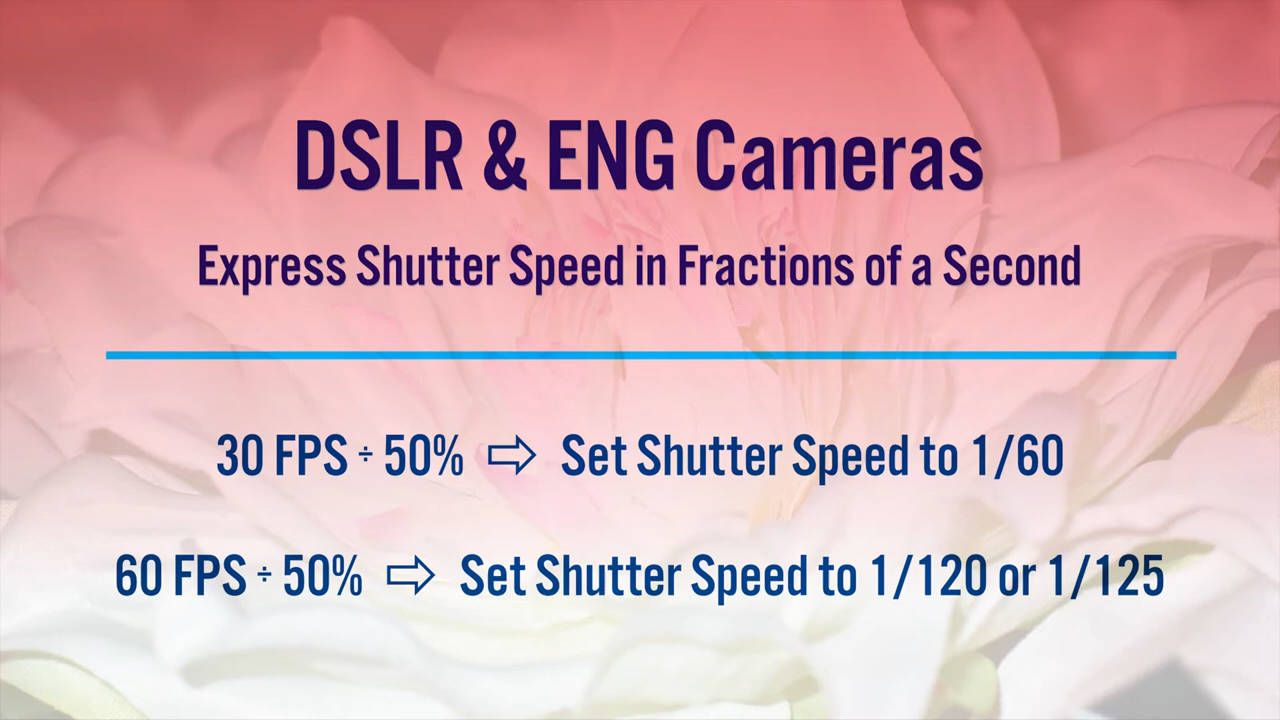 DSLR & ENG Cameras
Express Shutter Speed in Fractions of a Second
30 FPS ÷ 50% ⇨ Set Shutter Speed to 1/60
60 FPS ÷ 50% ⇨ Set Shutter Speed to 1/120 or 1/125